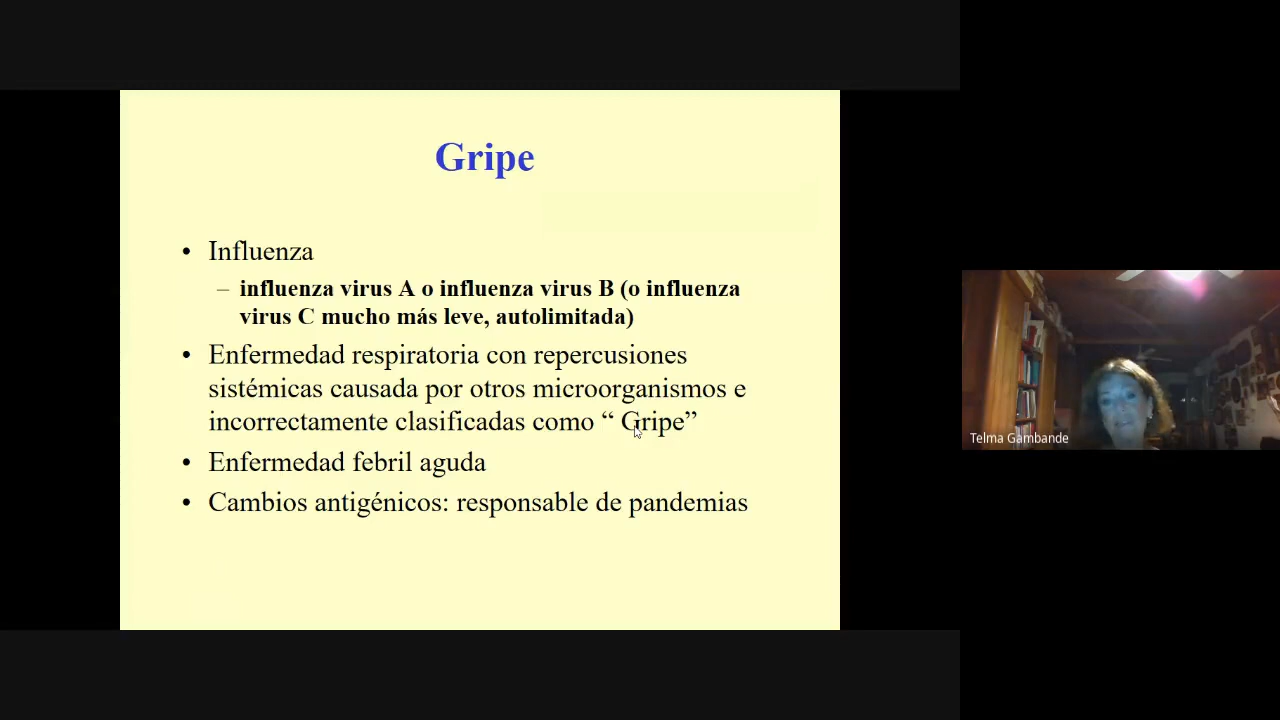 Gripe
• Influenza
– influenza virus A o influenza virus B (o influenza
virus C mucho más leve, autolimitada)
• Enfermedad respiratoria con repercusiones
sistémicas causada por otros microorganismos e
incorrectamente clasificadas como “ Gripe”
• Enfermedad febril aguda
• Cambios antigénicos: responsable de pandemias
Telma Gambande